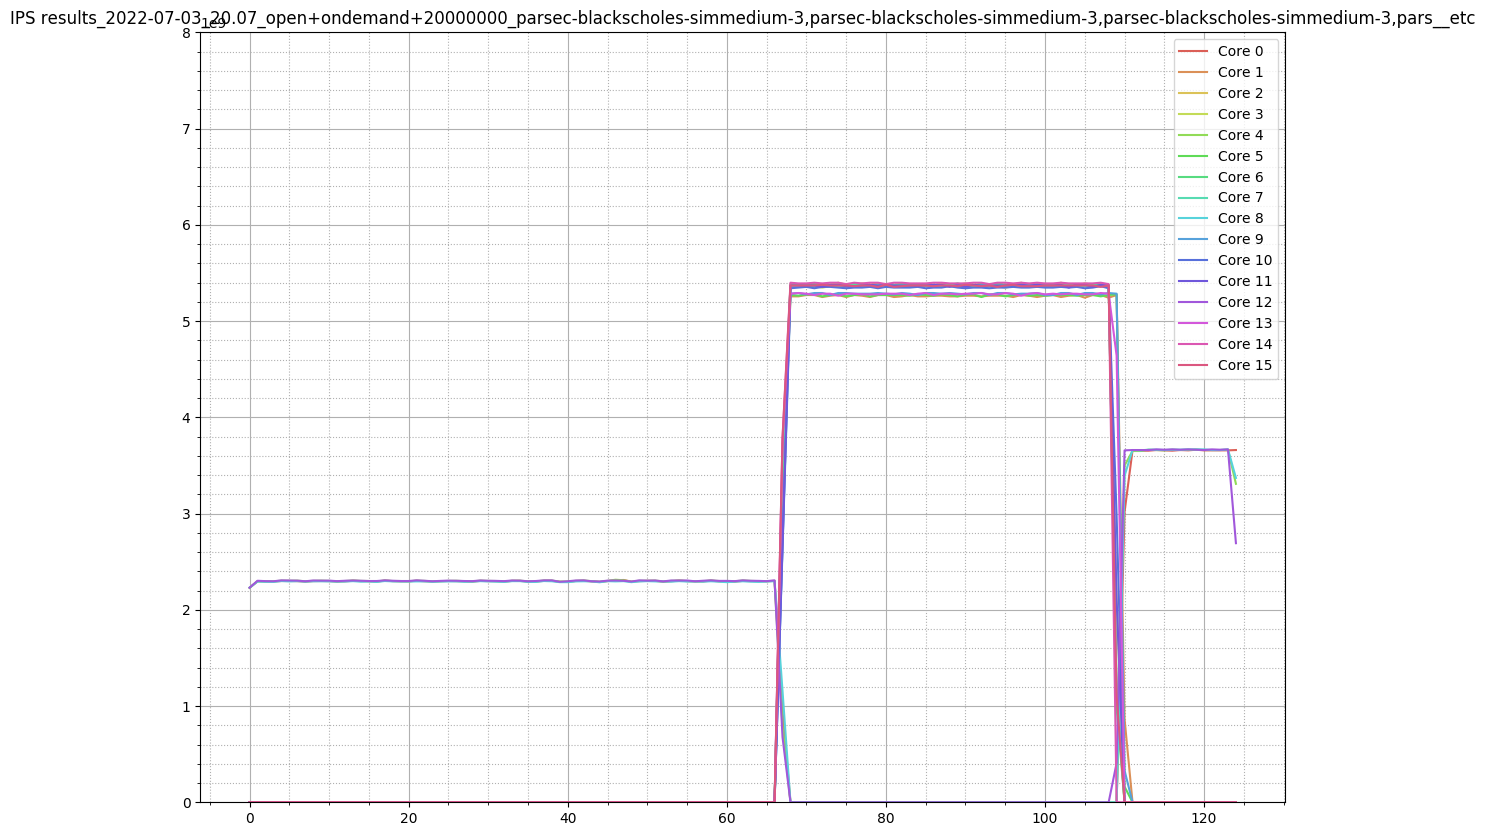 IPS results_2022-07-03_20.07_open+ondemand+20000000_parsec-blackscholes-simmedium-3,parsec-blackscholes-simmedium-3,parsec-blackscholes-simmedium-3,pars__etc
1e9
8
7
6
5
4
3
2
1
0
0 20 40 60 80 100 120
Core 0
Core 1
Core 2
Core 3
Core 4
Core 5
Core 6
Core 7
Core 8
Core 9
Core 10
Core 11
Core 12
Core 13
Core 14
Core 15